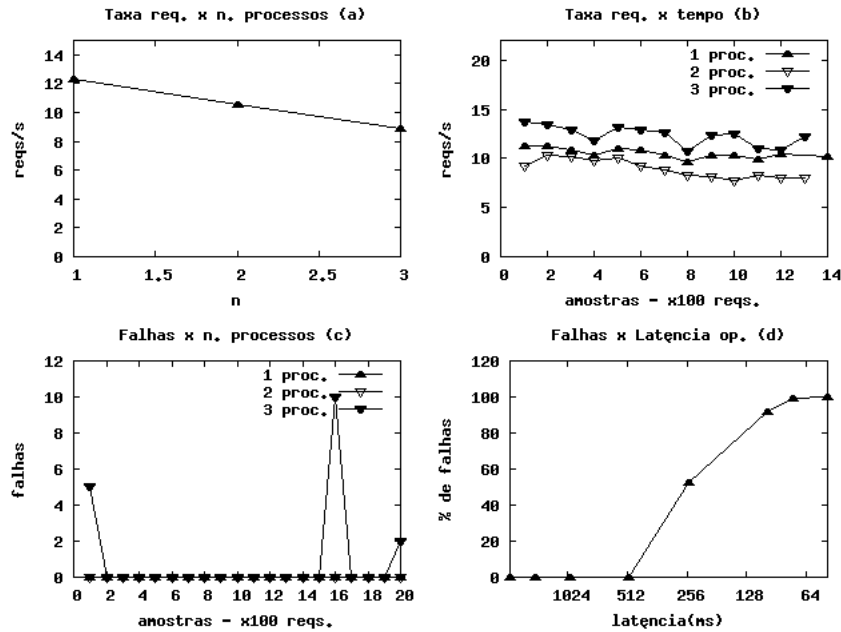 Taxa req. x n. processos (a)
reqs/s
14
12
10
8
6
4
2
0
1
1.5
2
2.5
3
n
Taxa req. x tempo (b)
reqs/s
20
15
10
5
0
1 proc.
2 proc.
3 proc.
0 2 4 6 8 10 12 14
amostras - x100 reqs.
Falhas x n. processos (c)
falhas
12
10
8
6
4
2
0
1 proc.
2 proc.
3 proc.
0 2 4 6 8 10 12 14 16 18 20
amostras - x100 reqs.
Falhas x Latęncia op. (d)
% de falhas
120
100
80
60
40
20
0
1024 512 256 128 64
latęncia(ms)